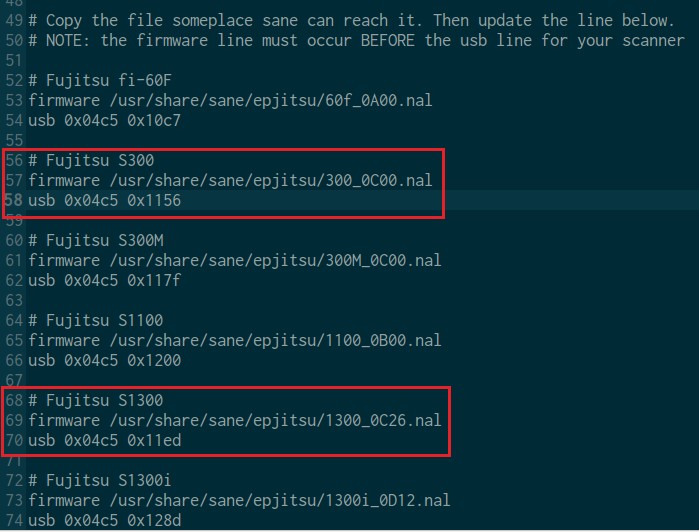 48
49 # Copy the file someplace sane can reach it. Then update the line below.
50 # NOTE: the firmware line must occur BEFORE the usb line for your scanner
51
52 # Fujitsu fi-60F
53 firmware /usr/share/sane/epjitsu/60f_0A00.nal
54 usb 0x04c5 0x10c7
55
56 # Fujitsu S300
57 firmware /usr/share/sane/epjitsu/300_0C00.nal
58 usb 0x04c5 0x1156
59
60 # Fujitsu S300M
61 firmware /usr/share/sane/epjitsu/300M_0C00.nal
62 usb 0x04c5 0x117f
63
64 # Fujitsu S1100
65 firmware /usr/share/sane/epjitsu/1100_0B00.nal
66 usb 0x04c5 0x1200
67
68 # Fujitsu S1300
69 firmware /usr/share/sane/epjitsu/1300_0C26.nal
70 usb 0x04c5 0x11ed
71
72 # Fujitsu S1300i
73 firmware /usr/share/sane/epjitsu/1300i_0D12.nal
74 usb 0x04c5 0x128d